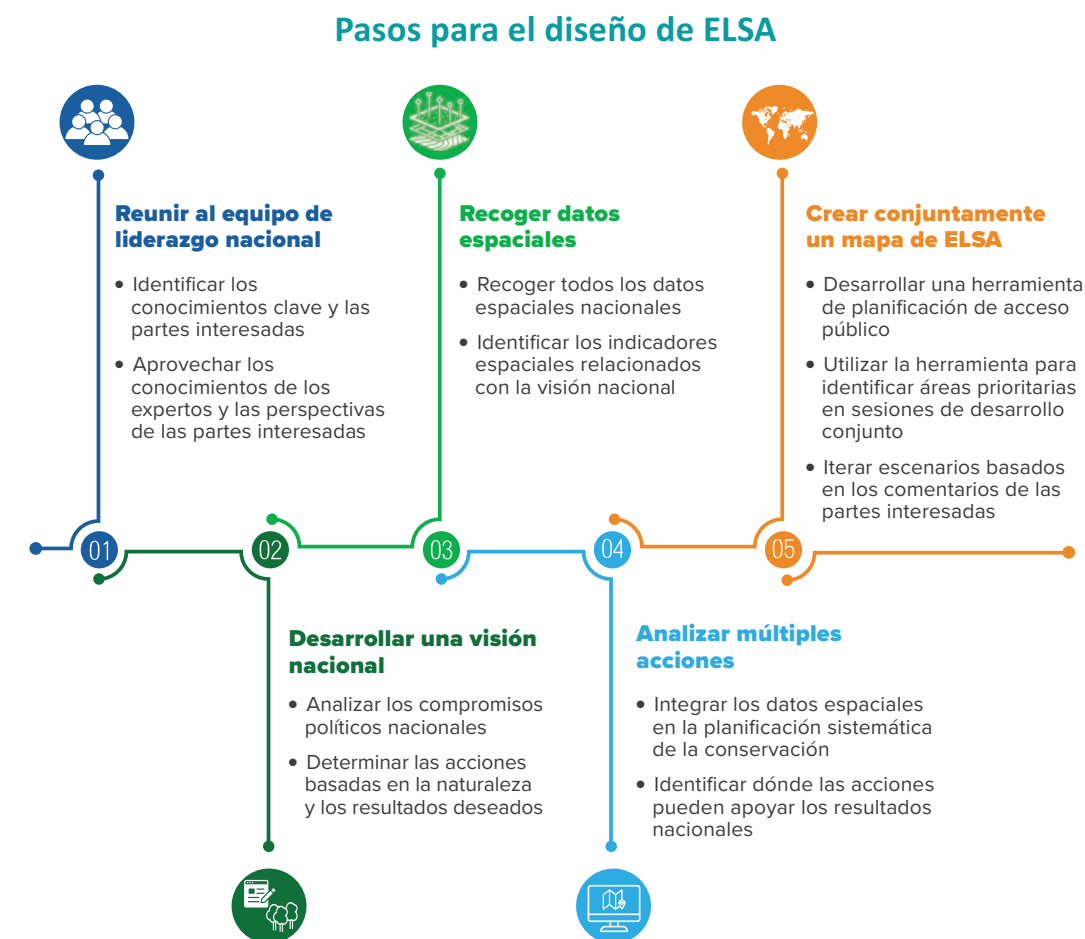 Pasos para el diseño de ELSA
Reunir al equipo de
liderazgo nacional
• Identificar los
conocimientos clave y las
partes interesadas
• Aprovechar los
conocimientos de los
expertos y las perspectivas
de las partes interesadas
Recoger datos
espaciales
• Recoger todos los datos
espaciales nacionales
• Identificar los indicadores
espaciales relacionados
con la visión nacional
Crear conjuntamente
un mapa de ELSA
• Desarrollar una herramienta
de planificación de acceso
público
• Utilizar la herramienta para
identificar áreas prioritarias
en sesiones de desarrollo
conjunto
• Iterar escenarios basados
en los comentarios de las
partes interesadas
01
02
03
04
05
Desarrollar una visión
nacional
• Analizar los compromisos
políticos nacionales
• Determinar las acciones
basadas en la naturaleza
y los resultados deseados
Analizar múltiples
acciones
• Integrar los datos espaciales
en la planificación sistemática
de la conservación
• Identificar dónde las acciones
pueden apoyar los resultados
nacionales